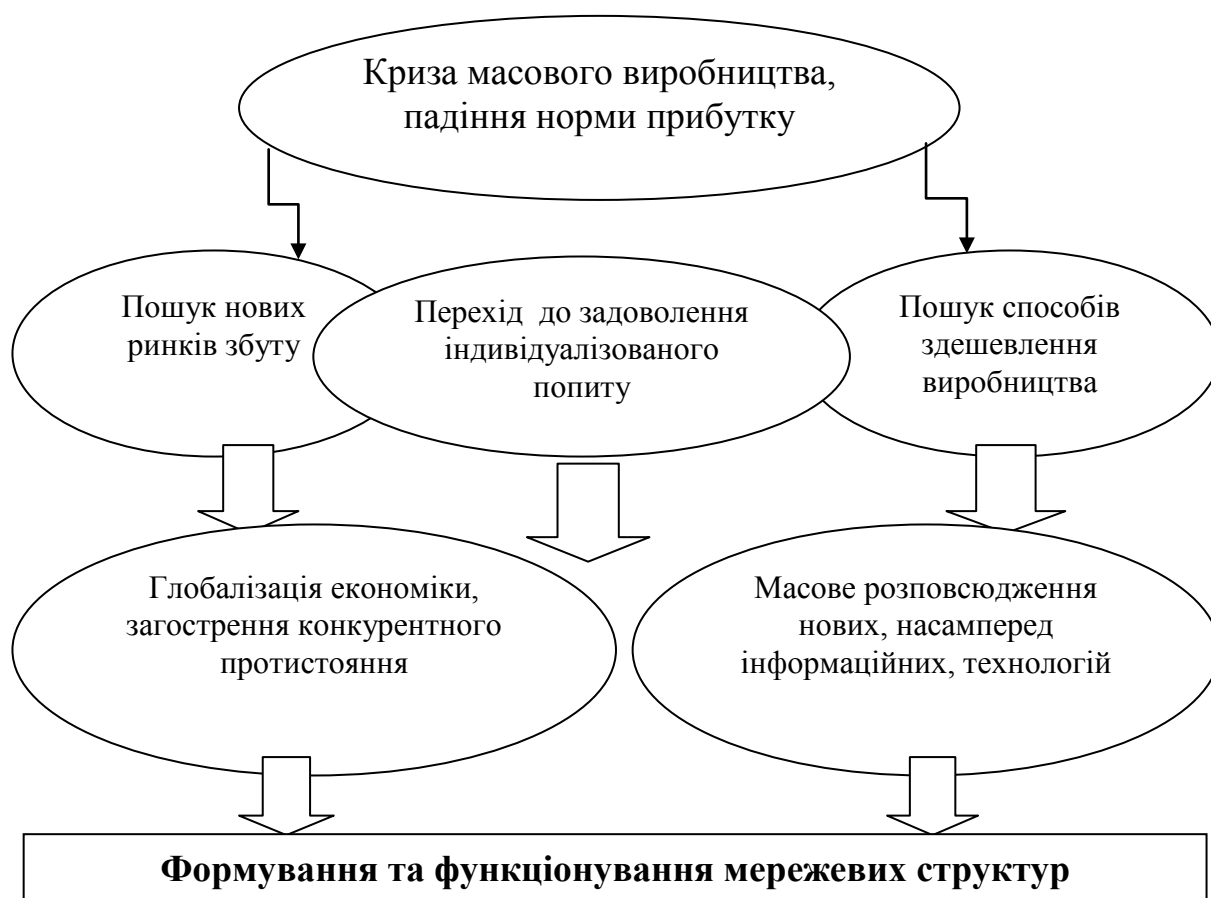 Криза масового виробництва,
падіння норми прибутку
Пошук нових
ринків збуту
Перехід до задоволення
індивідуалізованого
попиту
Пошук способів
здешевлення
виробництва
Глобалізація економіки,
загострення конкурентного
протистояння
Масове розповсюдження
нових, насамперед
інформаційних, технологій
Формування та функціонування мережевих структур